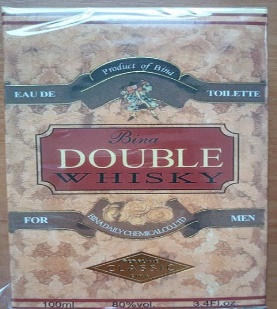 Product of Bina
EAU DE TOILETTE
Bina
DOUBLE
WHISKY
FOR MEN
BINA DAILY CHEMICAL CO.LTD
CLASSIC
100ml 80%vol. 3.4Fl.oz